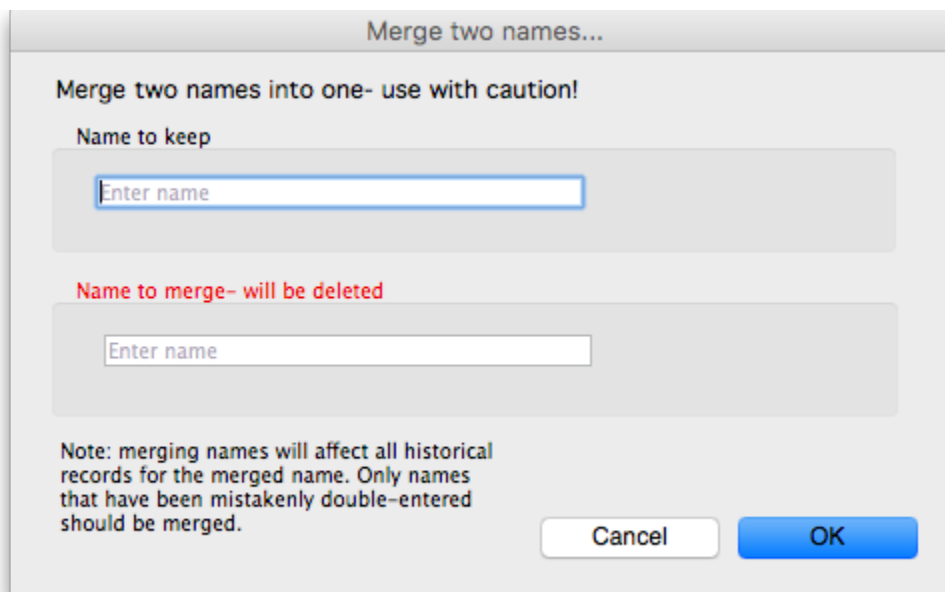 Merge two names...
Merge two names into one- use with caution!
Name to keep
Enter name
Name to merge- will be deleted
Enter name
Note: merging names will affect all historical
records for the merged name. Only names
that have been mistakenly double-entered
should be merged.
Cancel OK